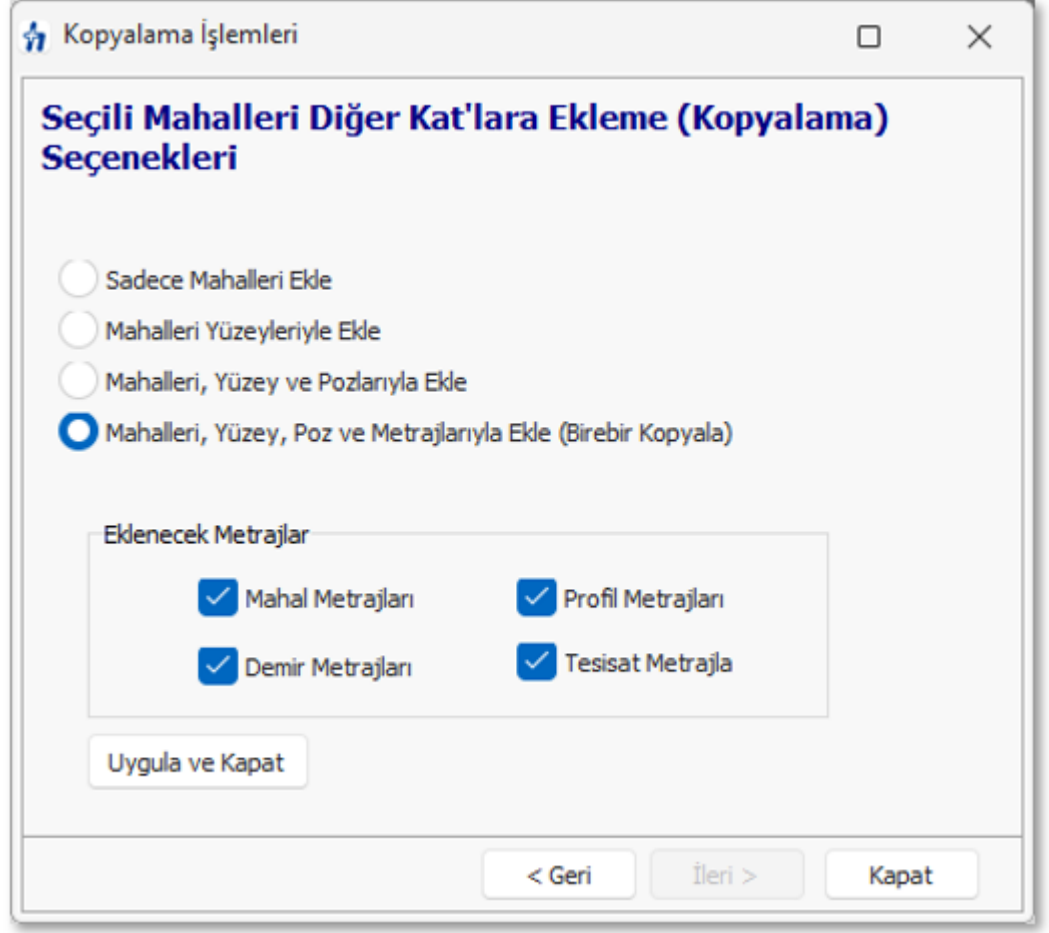 Kopyalama İşlemleri
Seçili Mahalleri Diğer Kat'lara Ekleme (Kopyalama)
Seçenekleri
Sadece Mahalleri Ekle
Mahalleri Yüzeyleriyle Ekle
Mahalleri, Yüzey ve Pozlarıyla Ekle
Mahalleri, Yüzey, Poz ve Metrajlarıyla Ekle (Birebir Kopyala)
Eklenecek Metrajlar
Mahal Metrajları Profil Metrajları
Demir Metrajları Tesisat Metrajla
Uygula ve Kapat
< Geri İleri > Kapat